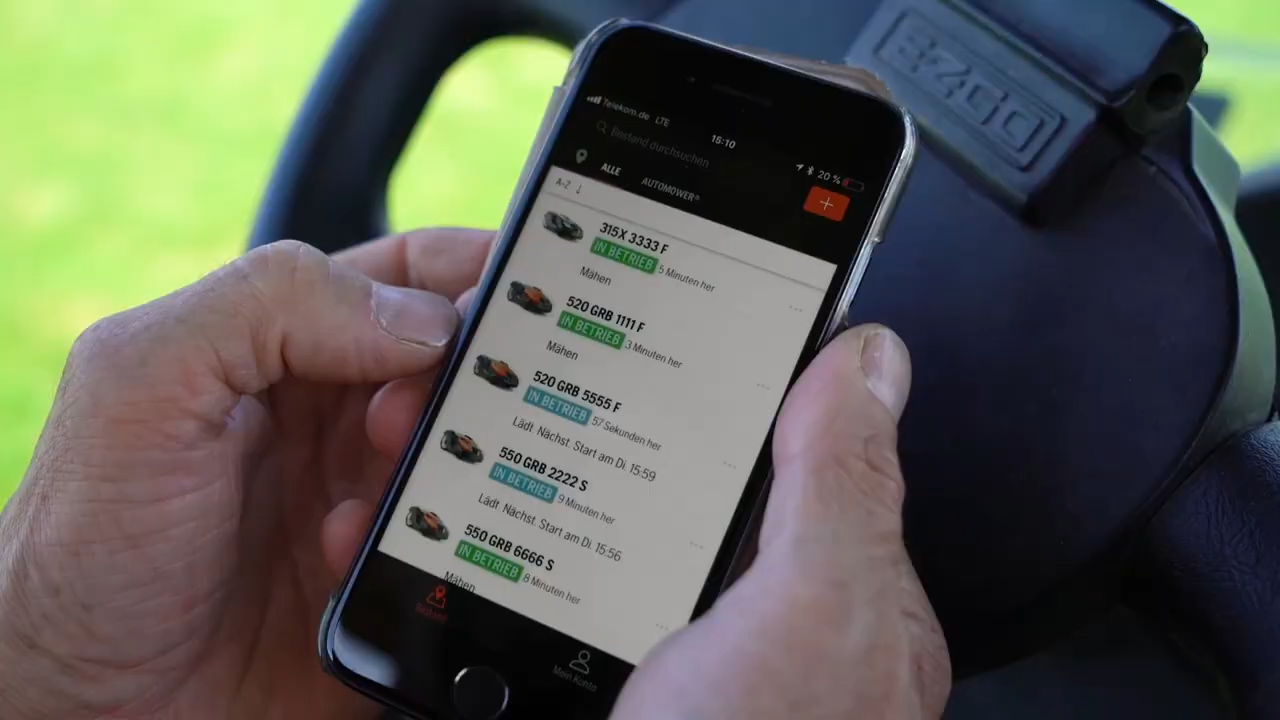 E-Z-GO
Telekom.de LTE
15:10
20 %
Bestand durchsuchen
ALLE
AUTOMOWER®
+
A-Z ↓
315X 3333 F
IN BETRIEB 5 Minuten her
Mähen
520 GRB 1111 F
IN BETRIEB 3 Minuten her
Mähen
520 GRB 5555 F
IN BETRIEB 57 Sekunden her
Lädt. Nächst. Start am Di. 15:59
550 GRB 2222 S
IN BETRIEB 9 Minuten her
Lädt. Nächst. Start am Di. 15:56
550 GRB 6666 S
IN BETRIEB 8 Minuten her
Mähen
Mein Konto